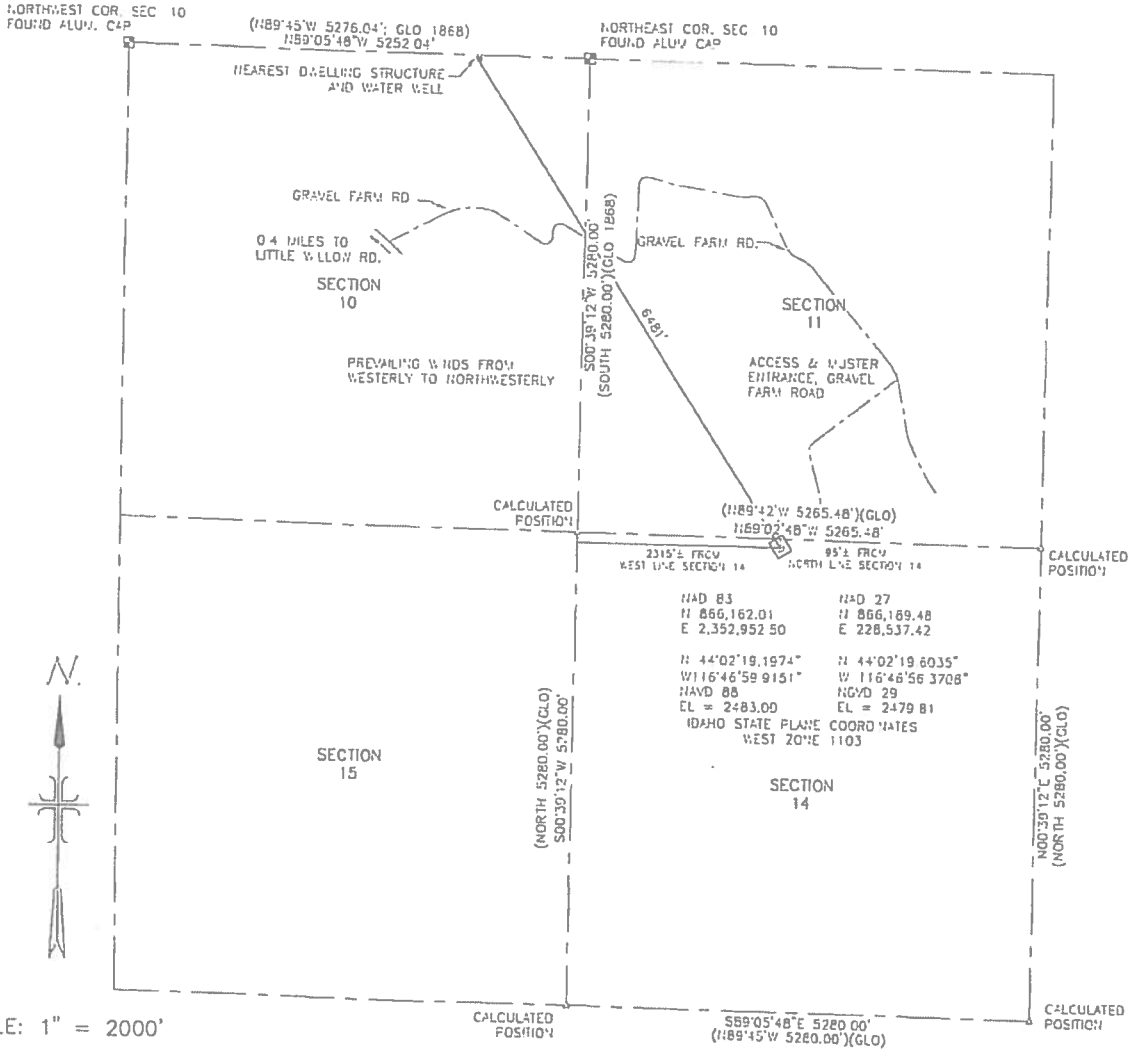 NORTHWEST COR. SEC 10
FOUND ALUM. CAP
(N89°45'W 5276.04'; GLO 1868)
N89°05'48"W 5252.04'
NORTHEAST COR. SEC 10
FOUND ALUM CAP
NEAREST DWELLING STRUCTURE
AND WATER WELL
GRAVEL FARM RD
0.4 MILES TO
LITTLE WILLOW RD.
SECTION
10
S00°39'12"W 5280.00'
(SOUTH 5280.00')(GLO 1868)
GRAVEL FARM RD.
SECTION
11
6481'
PREVAILING WINDS FROM
WESTERLY TO NORTHWESTERLY
ACCESS & MUSTER
ENTRANCE, GRAVEL
FARM ROAD
CALCULATED
POSITION
(N89°42'W 5265.48')(GLO)
N89°02'48"W 5265.48'
2315'± FROM
WEST LINE SECTION 14
95'± FROM
NORTH LINE SECTION 14
CALCULATED
POSITION
NAD 83
N 866,162.01
E 2,352,952.50
NAD 27
N 866,169.48
E 228,537.42
N 44°02'19.1974"
W116°46'59.9151"
NAVD 88
EL = 2483.00
N 44°02'19.6035"
W 116°46'56.3708"
NGVD 29
EL = 2479.81
IDAHO STATE PLANE COORDINATES
WEST ZONE 1103
N.
SECTION
15
(NORTH 5280.00')(GLO)
S00°39'12"W 5280.00'
SECTION
14
N00°39'12"E 5280.00'
(NORTH 5280.00')(GLO)
LE: 1" = 2000'
CALCULATED
POSITION
S89°05'48"E 5280.00'
(N89°45'W 5280.00')(GLO)
CALCULATED
POSITION